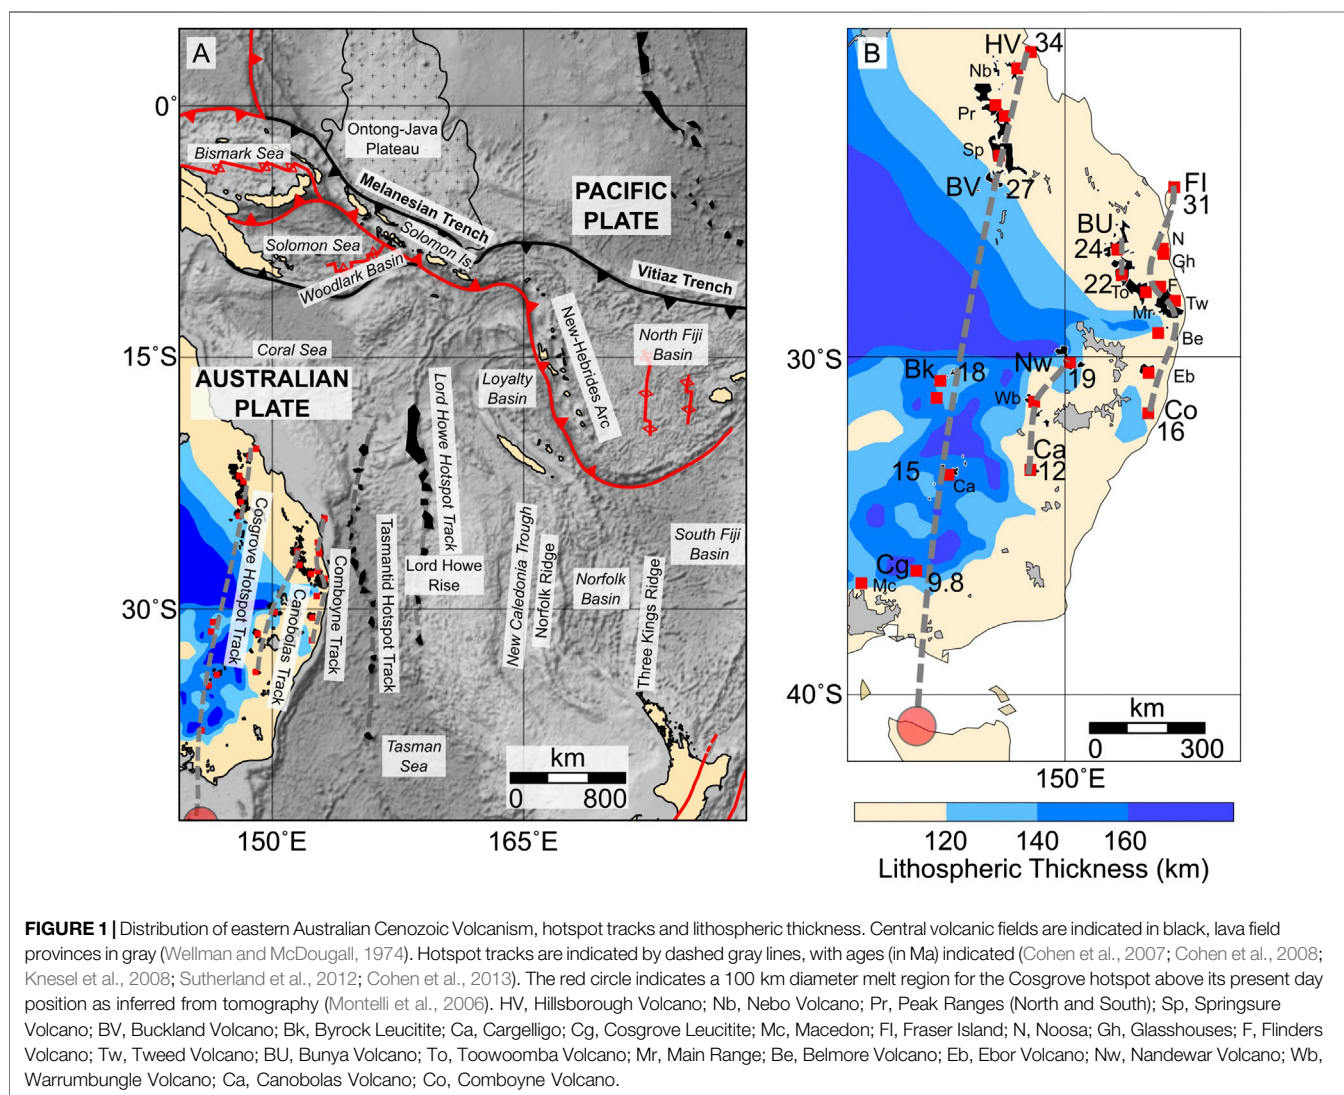 A
0°
15°S
30°S
150°E
165°E
Bismark Sea
Ontong-Java
Plateau
PACIFIC
PLATE
Melanesian Trench
Solomon Is.
Solomon Sea
Woodlark Basin
Vitiaz Trench
North Fiji
Basin
New-Hebrides Arc
Coral Sea
AUSTRALIAN
PLATE
Loyalty
Basin
Lord Howe Hotspot Track
Cosgrove Hotspot Track
Canobolas Track
Comboyne Track
Tasmantid Hotspot Track
Lord Howe
Rise
New Caledonia Trough
Norfolk Ridge
Norfolk
Basin
South Fiji
Basin
Three Kings Ridge
Tasman
Sea
km
0 800
B
HV 34
Nb
Pr
Sp
BV 27
FI
31
BU
24
N
Gh
22
To
F
Mr
Tw
Be
30°S
Bk 18
Nw
19
Wb
Eb
Co
16
Ca
12
15
Ca
Cg
Mc 9.8
40°S
km
0 300
150°E
120 140 160
Lithospheric Thickness (km)
FIGURE 1 | Distribution of eastern Australian Cenozoic Volcanism, hotspot tracks and lithospheric thickness. Central volcanic fields are indicated in black, lava field
provinces in gray (Wellman and McDougall, 1974). Hotspot tracks are indicated by dashed gray lines, with ages (in Ma) indicated (Cohen et al., 2007; Cohen et al., 2008;
Knesel et al., 2008; Sutherland et al., 2012; Cohen et al., 2013). The red circle indicates a 100 km diameter melt region for the Cosgrove hotspot above its present day
position as inferred from tomography (Montelli et al., 2006). HV, Hillsborough Volcano; Nb, Nebo Volcano; Pr, Peak Ranges (North and South); Sp, Springsure
Volcano; BV, Buckland Volcano; Bk, Byrock Leucitite; Ca, Cargelligo; Cg, Cosgrove Leucitite; Mc, Macedon; FI, Fraser Island; N, Noosa; Gh, Glasshouses; F, Flinders
Volcano; Tw, Tweed Volcano; BU, Bunya Volcano; To, Toowoomba Volcano; Mr, Main Range; Be, Belmore Volcano; Eb, Ebor Volcano; Nw, Nandewar Volcano; Wb,
Warrumbungle Volcano; Ca, Canobolas Volcano; Co, Comboyne Volcano.